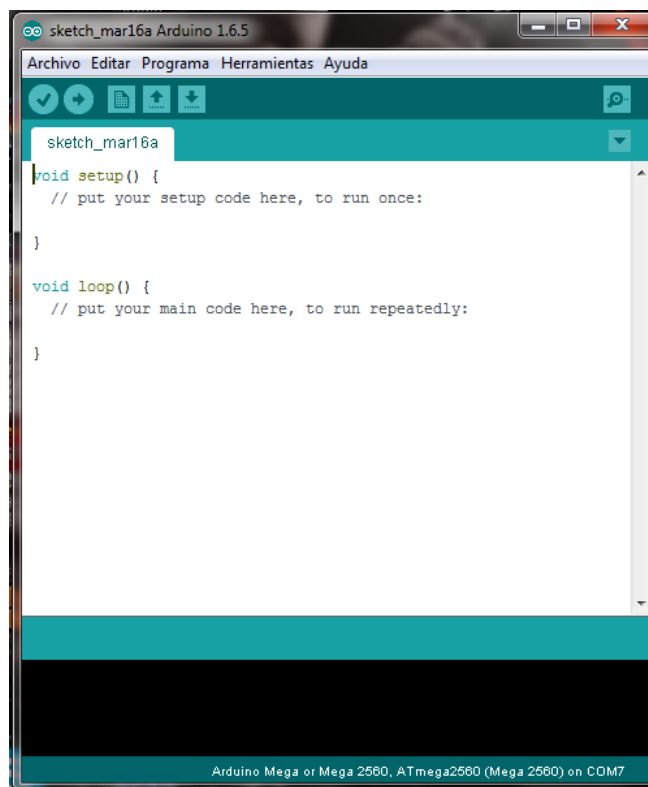 sketch_mar16a Arduino 1.6.5
Archivo Editar Programa Herramientas Ayuda
sketch_mar16a
void setup() {
// put your setup code here, to run once:
}
void loop() {
// put your main code here, to run repeatedly:
}
Arduino Mega or Mega 2560, ATmega2560 (Mega 2560) on COM7